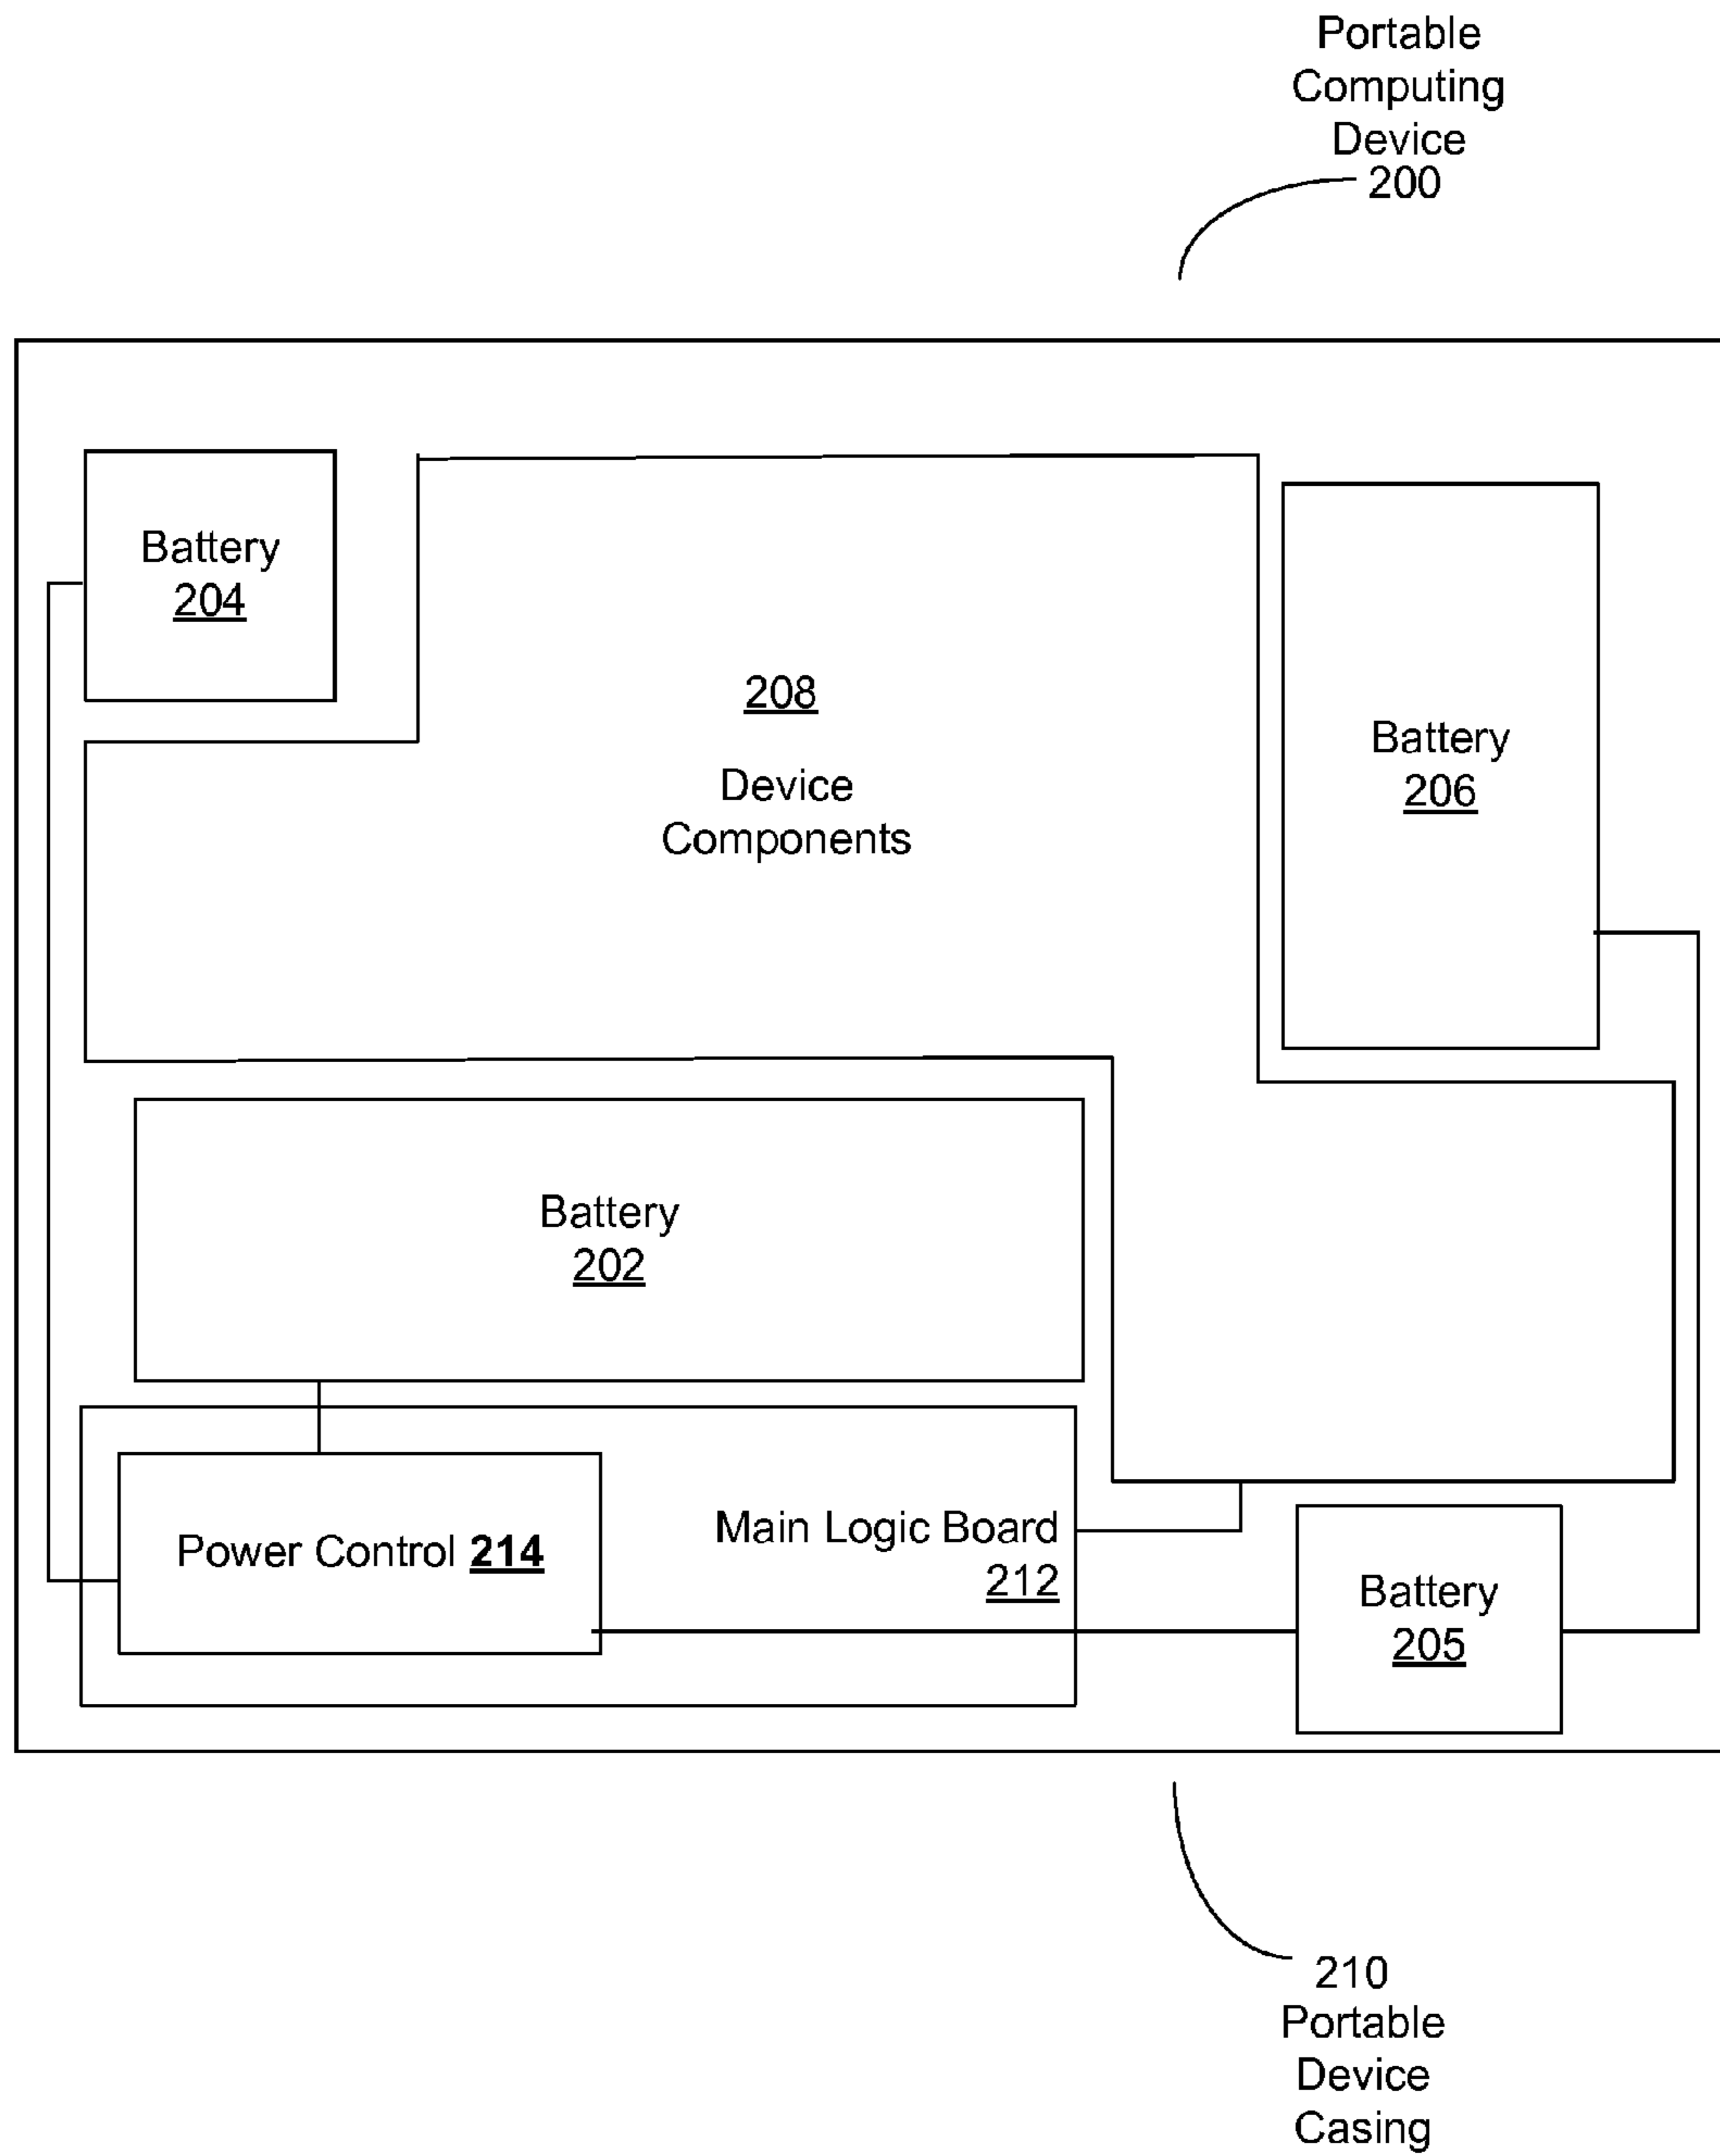 Portable
Computing
Device
200
Battery
204
208
Device
Components
Battery
206
Battery
202
Power Control 214
Main Logic Board
212
Battery
205
210
Portable
Device
Casing